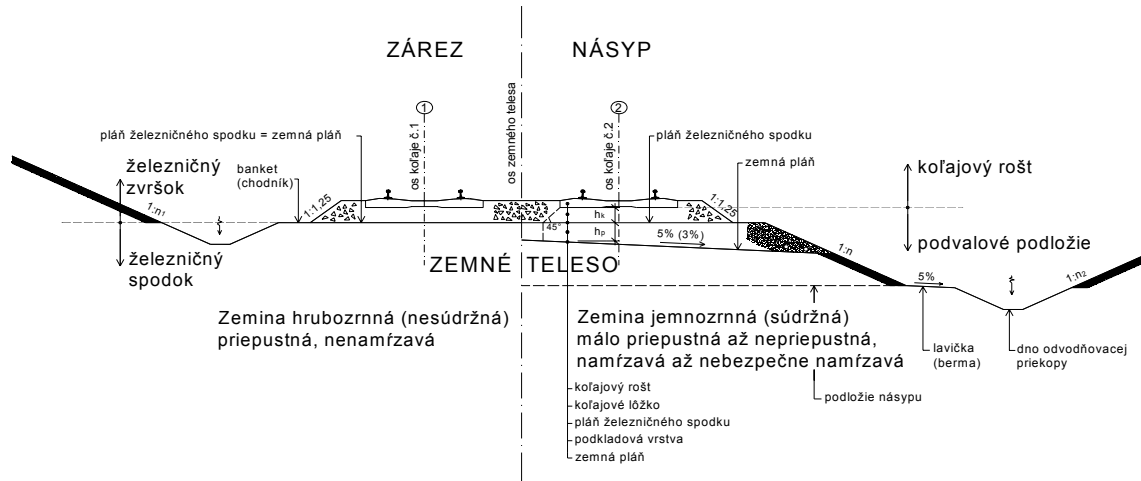 ZÁREZ
NÁSYP
1
2
os koľaje č.1
os zemného telesa
os koľaje č.2
pláň železničného spodku = zemná pláň
pláň železničného spodku
zemná pláň
železničný
zvršok
banket
(chodník)
koľajový rošt
1:n1
1:1,25
1:1,25
hk
45°
hp
5% (3%)
1:n
železničný
spodok
podvalové podložie
ZEMNÉ TELESO
5%
1:n2
Zemina hrubozrnná (nesúdržná)
priepustná, nenamŕzavá
Zemina jemnozrnná (súdržná)
málo priepustná až nepriepustná,
namŕzavá až nebezpečne namŕzavá
lavička
(berma)
dno odvodňovacej
priekopy
podložie násypu
koľajový rošt
koľajové lôžko
pláň železničného spodku
podkladová vrstva
zemná pláň